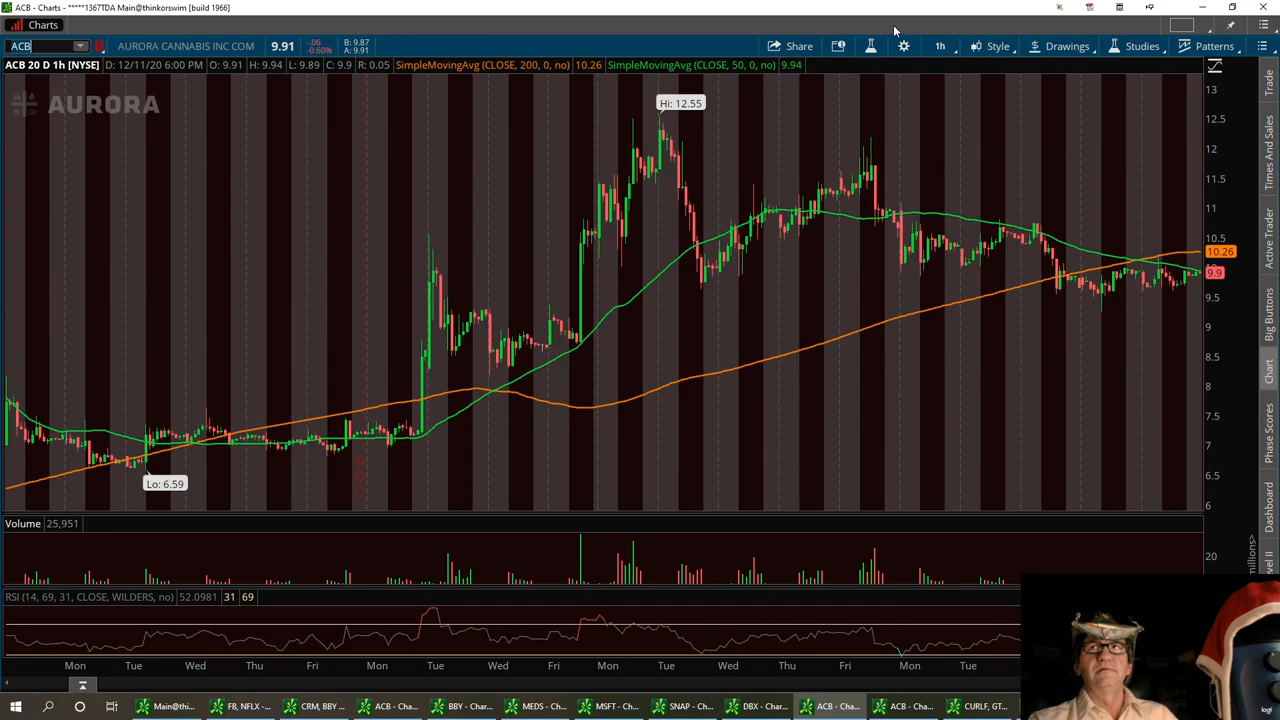 ACB - Charts - *****1367TDA Main@thinkorswim [build 1966]
Charts
ACB AURORA CANNABIS INC COM 9.91 -.06 -0.60% B: 9.87 A: 9.91 Share 1h Style Drawings Studies Patterns
ACB 20 D 1h [NYSE] D: 12/11/20 6:00 PM O: 9.91 H: 9.94 L: 9.89 C: 9.9 R: 0.05 SimpleMovingAvg (CLOSE, 200, 0, no) 10.26 SimpleMovingAvg (CLOSE, 50, 0, no) 9.94
AURORA
Hi: 12.55
Lo: 6.59
13
12.5
12
11.5
11
10.5
10.26
9.9
9.5
9
8.5
8
7.5
7
6.5
6
Volume 25,951
20
millions>
RSI (14, 69, 31, CLOSE, WILDERS, no) 52.0981 31 69
Mon Tue Wed Thu Fri Mon Tue Wed Fri Mon Tue Wed Thu Fri Mon Tue
Trade
Times And Sales
Active Trader
Big Buttons
Chart
Phase Scores
Dashboard
Main@thi... FB, NFLX -... CRM, BBY ... ACB - Cha... BBY - Char... MEDS - Ch... MSFT - Ch... SNAP - Ch... DBX - Char... ACB - Cha... ACB - Cha... CURLF, GT...
logi